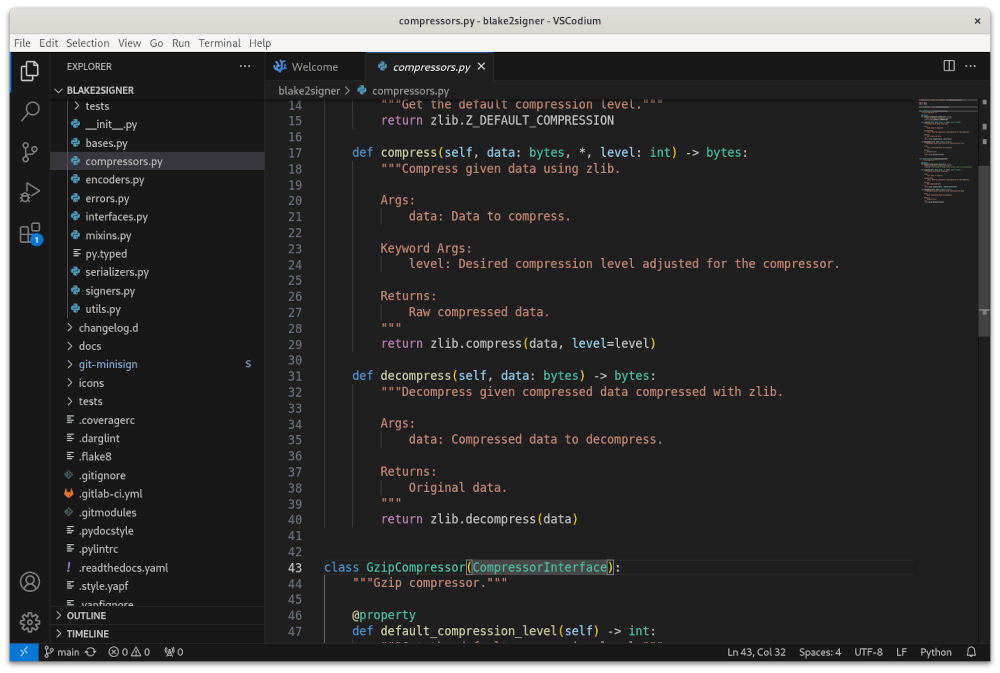 compressors.py - blake2signer - VSCodium
File Edit Selection View Go Run Terminal Help
EXPLORER
BLAKE2SIGNER
tests
__init__.py
bases.py
compressors.py
encoders.py
errors.py
interfaces.py
mixins.py
py.typed
serializers.py
signers.py
utils.py
changelog.d
docs
git-minisign S
icons
tests
.coveragerc
.darglint
.flake8
.gitignore
.gitlab-ci.yml
.gitmodules
.pydocstyle
.pylintrc
! .readthedocs.yaml
.style.yapf
.yapfignore
OUTLINE
TIMELINE
1
Welcome
compressors.py
blake2signer > compressors.py
14 """Get the default compression level."""
15 return zlib.Z_DEFAULT_COMPRESSION
16
17 def compress(self, data: bytes, *, level: int) -> bytes:
18 """Compress given data using zlib.
19
20 Args:
21 data: Data to compress.
22
23 Keyword Args:
24 level: Desired compression level adjusted for the compressor.
25
26 Returns:
27 Raw compressed data.
28 """
29 return zlib.compress(data, level=level)
30
31 def decompress(self, data: bytes) -> bytes:
32 """Decompress given compressed data compressed with zlib.
33
34 Args:
35 data: Compressed data to decompress.
36
37 Returns:
38 Original data.
39 """
40 return zlib.decompress(data)
41
42
43 class GzipCompressor(CompressorInterface):
44 """Gzip compressor."""
45
46 @property
47 def default_compression_level(self) -> int:
main 0 0 0 Ln 43, Col 32 Spaces: 4 UTF-8 LF Python